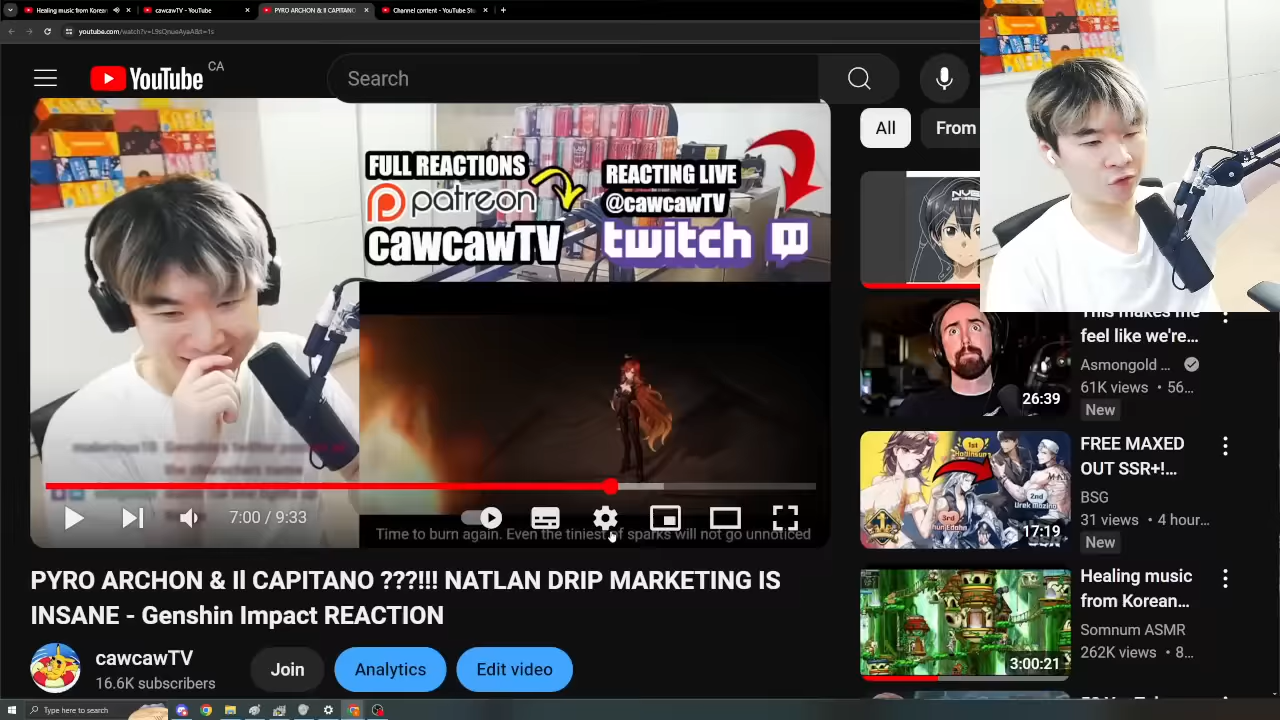 Healing music from Korean
cawcawTV - YouTube
PYRO ARCHON & Il CAPITANO
Channel content - YouTube Stu
youtube.com/watch?v=
YouTube
CA
Search
All
From
FULL REACTIONS
patreon
cawcawTV
REACTING LIVE
@cawcawTV
twitch
7:00 / 9:33
Time to burn again. Even the tiniest of sparks will not go unnoticed
PYRO ARCHON & Il CAPITANO ???!!! NATLAN DRIP MARKETING IS
INSANE - Genshin Impact REACTION
cawcawTV
16.6K subscribers
Join
Analytics
Edit video
This makes me
feel like we're...
Asmongold ...
61K views • 56...
New
26:39
FREE MAXED
OUT SSR+!...
BSG
31 views • 4 hour...
New
1st
2nd
3rd
17:19
Healing music
from Korean...
Somnum ASMR
262K views • 8...
3:00:21
Type here to search